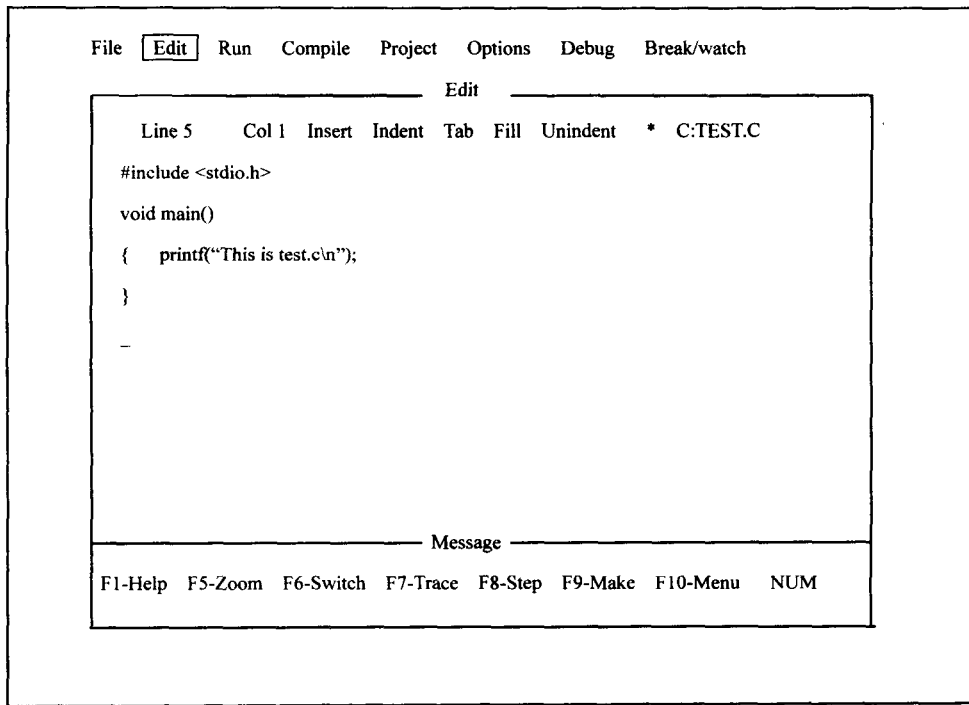 File Edit Run Compile Project Options Debug Break/watch
Edit
Line 5 Col 1 Insert Indent Tab Fill Unindent * C:TEST.C
#include <stdio.h>
void main()
{ printf(“This is test.c\n”);
}
_
Message
F1-Help F5-Zoom F6-Switch F7-Trace F8-Step F9-Make F10-Menu NUM